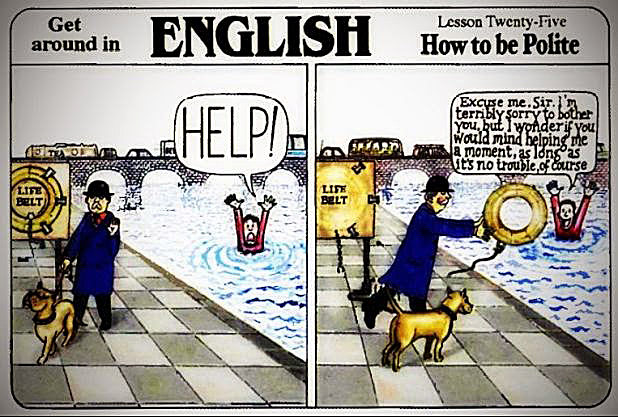 Get
around in
ENGLISH
Lesson Twenty-Five
How to be Polite
HELP!
LIFE
BELT
Excuse me. Sir. I'm
terribly sorry to bother
you, but I wonder if you
would mind helping me
a moment, as long as
it's no trouble, of course
LIFE
BELT